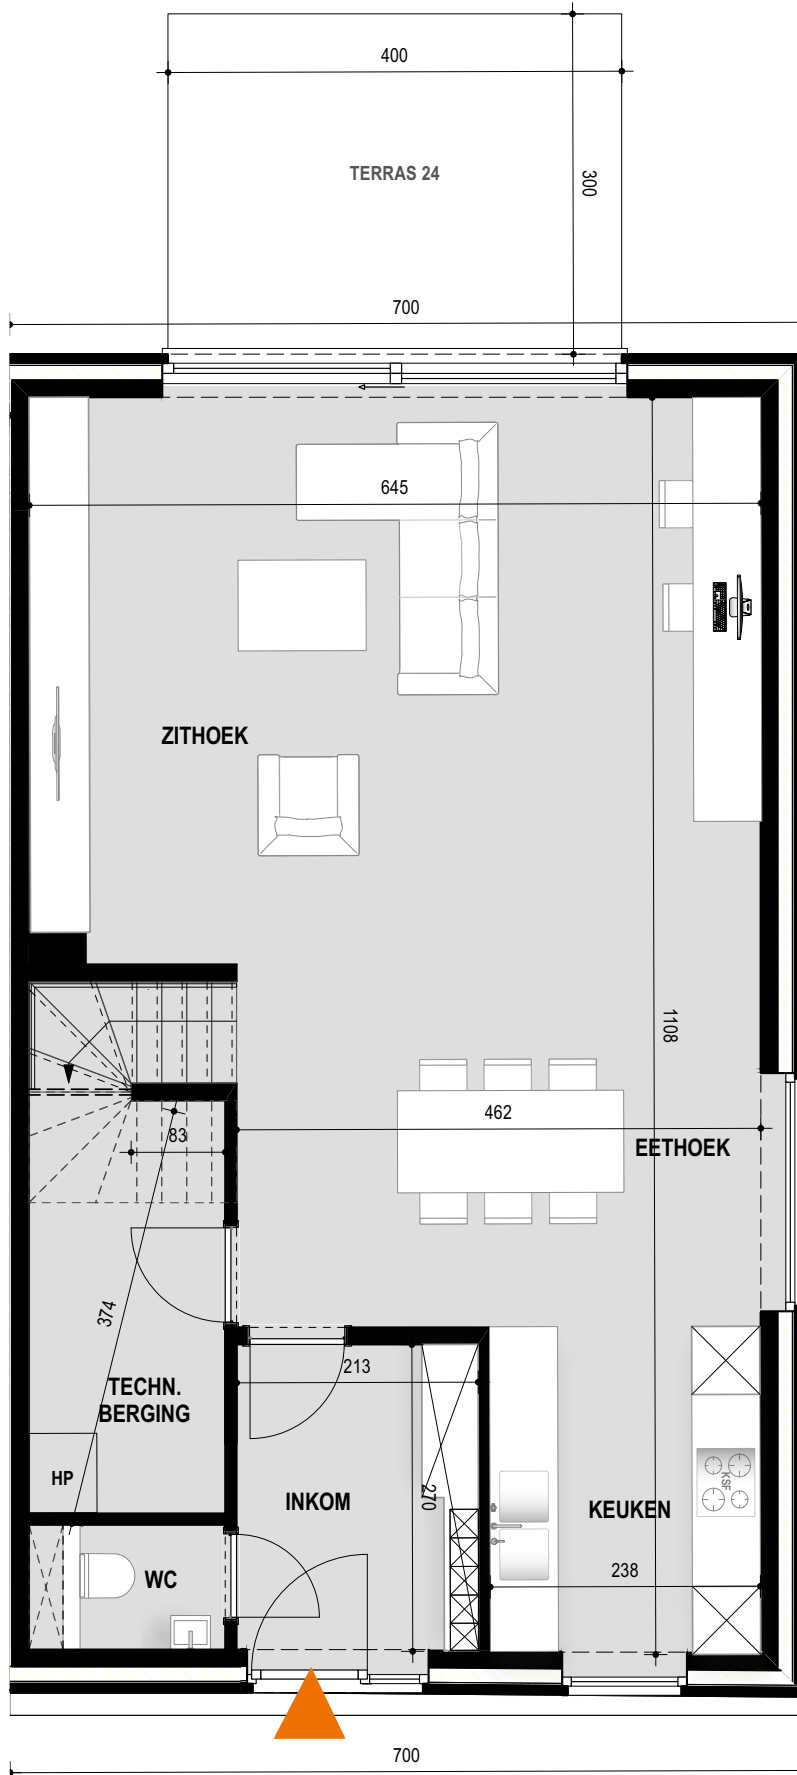 400
TERRAS 24
300
700
645
ZITHOEK
1108
462
EETHOEK
83
374
213
TECHN.
BERGING
HP
INKOM
270
KSF
KEUKEN
WC
238
700